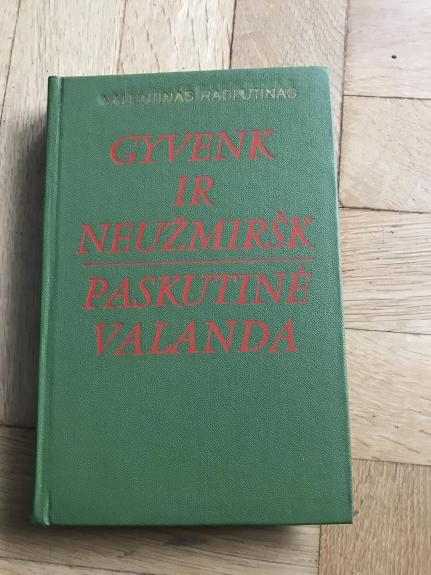 VALENTINAS RASPUTINAS
GYVENK
IR
NEUŽMIRŠK
PASKUTINĖ
VALANDA